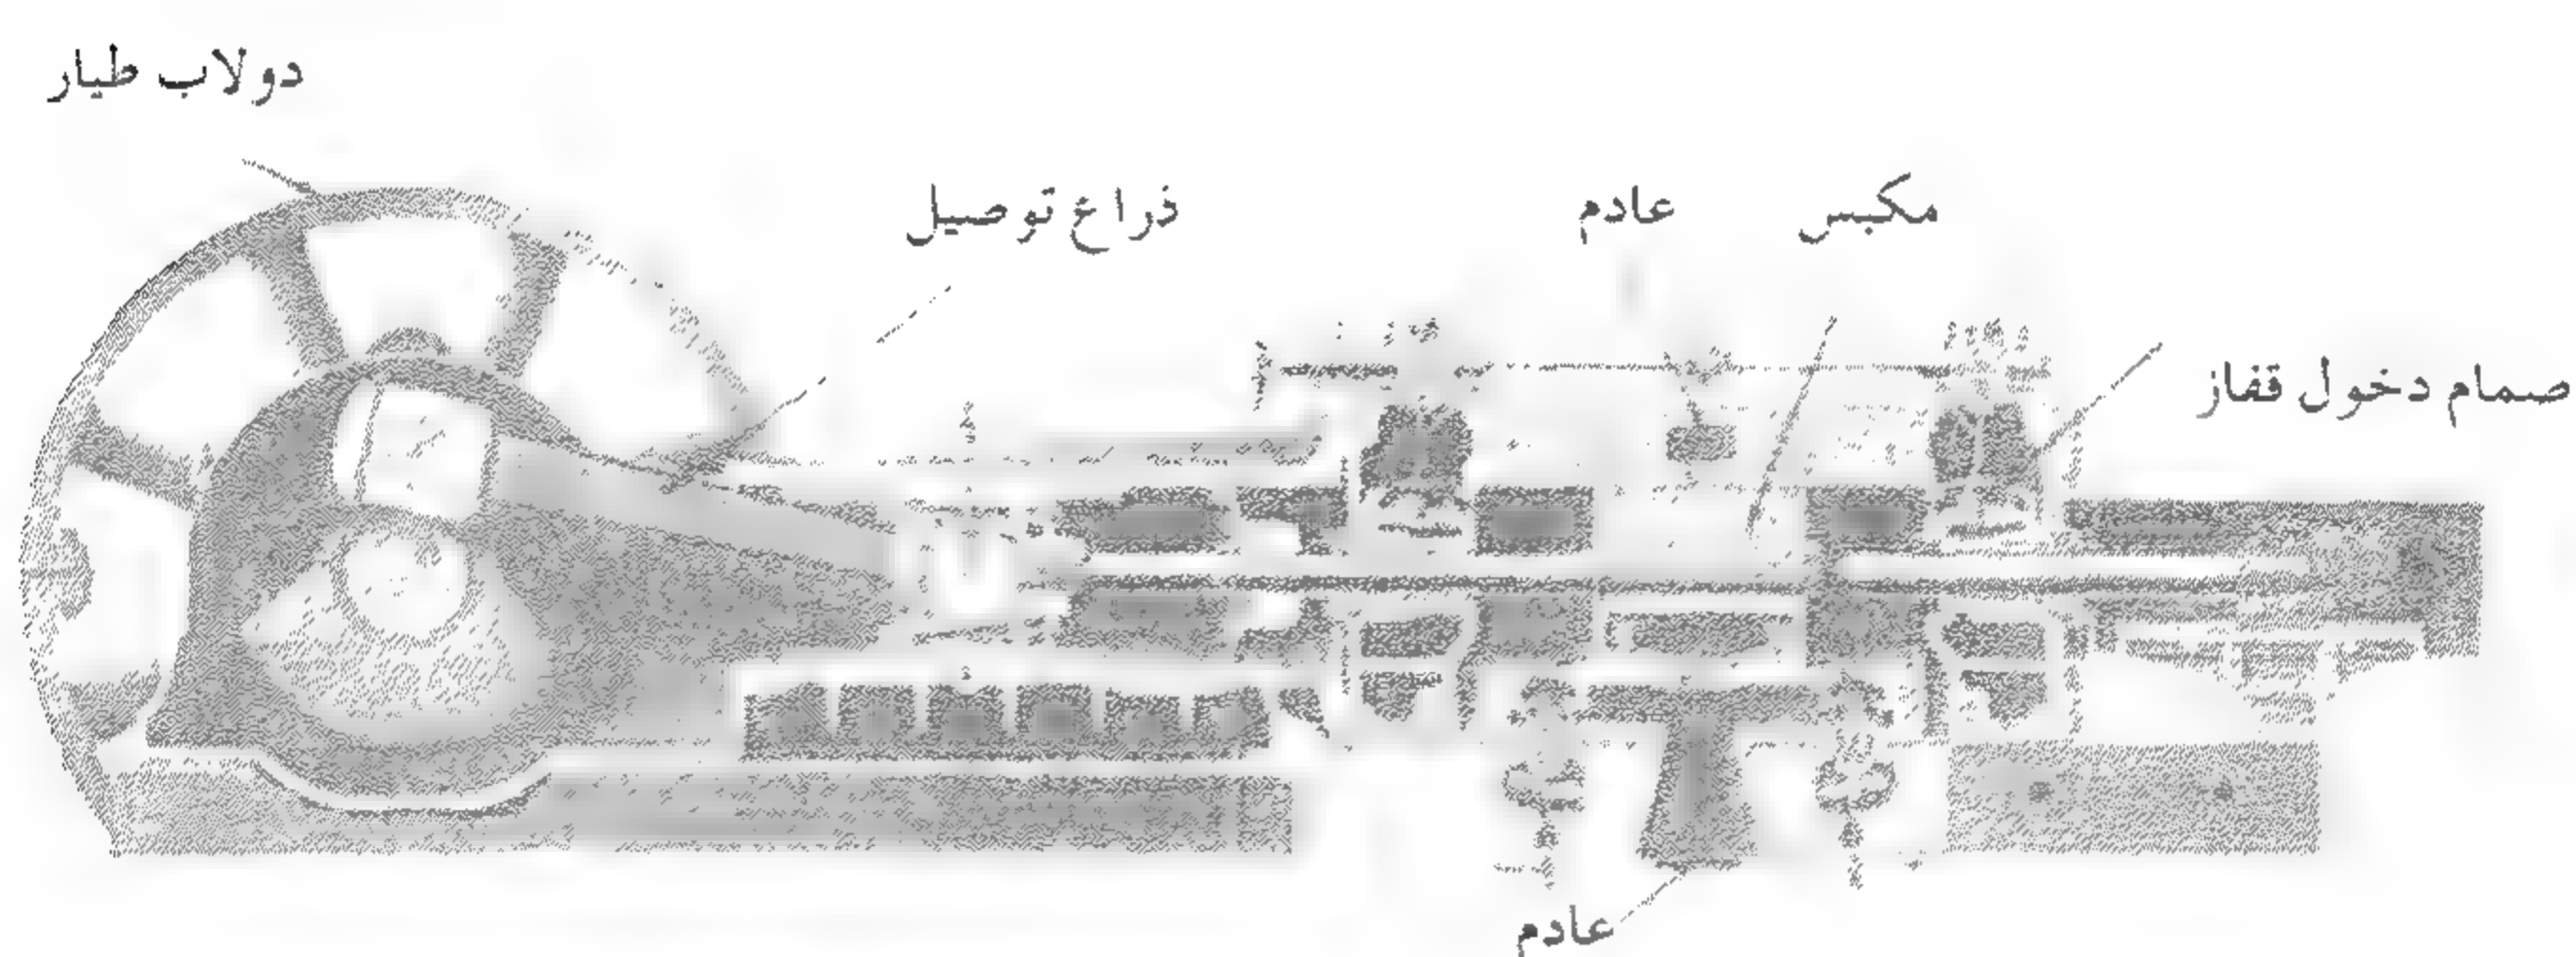 دولاب طيار
ذراع توصيل
عادم
مكبس
صمام دخول قفاز
عادم